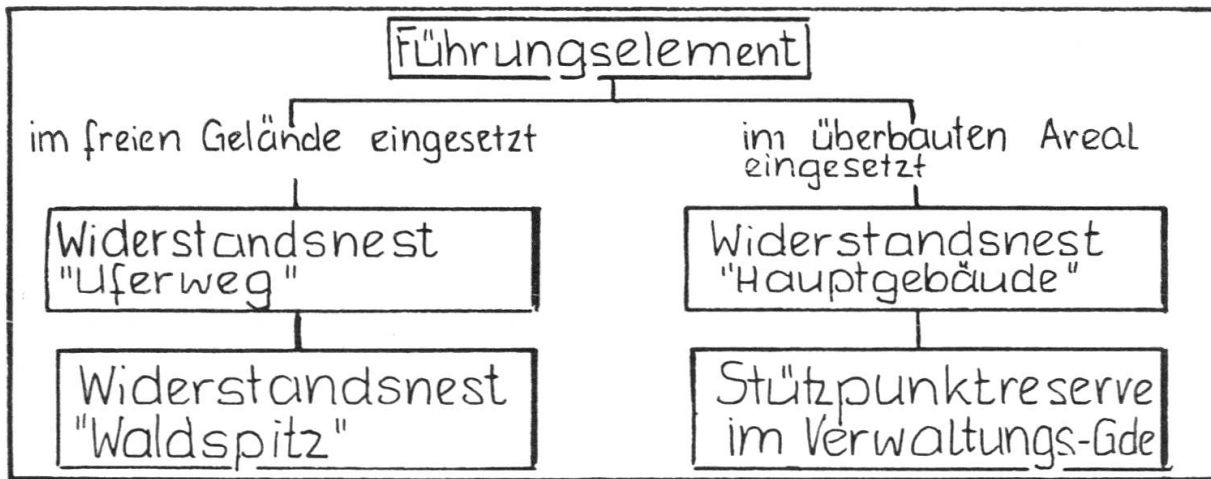 Führungselement
im freien Gelände eingesetzt
im überbauten Areal
eingesetzt
Widerstandsnest
"Uferweg"
Widerstandsnest
"Hauptgebäude"
Widerstandsnest
"Waldspitz"
Stützpunktreserve
im Verwaltungs-Gde